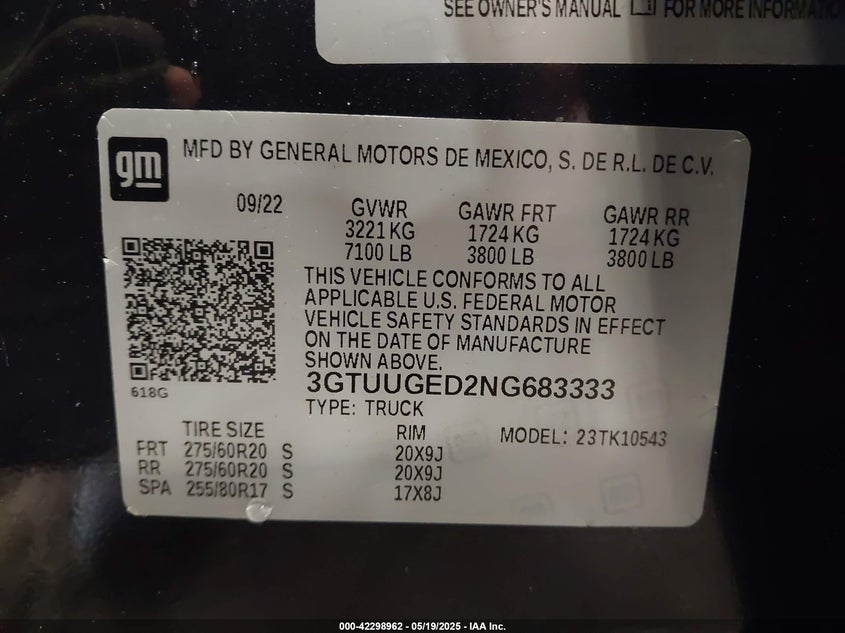 SEE OWNER'S MANUAL FOR MORE INFORMATIO
gm
MFD BY GENERAL MOTORS DE MEXICO, S. DE R.L. DE C.V.
09/22
GVWR GAWR FRT GAWR RR
3221 KG 1724 KG 1724 KG
7100 LB 3800 LB 3800 LB
THIS VEHICLE CONFORMS TO ALL
APPLICABLE U.S. FEDERAL MOTOR
VEHICLE SAFETY STANDARDS IN EFFECT
ON THE DATE OF MANUFACTURE
SHOWN ABOVE.
618G
3GTUUGED2NG683333
TYPE: TRUCK
TIRE SIZE RIM MODEL: 23TK10543
FRT 275/60R20 S 20X9J
RR 275/60R20 S 20X9J
SPA 255/80R17 S 17X8J
000-42298962 — 05/19/2025 — IAA Inc.